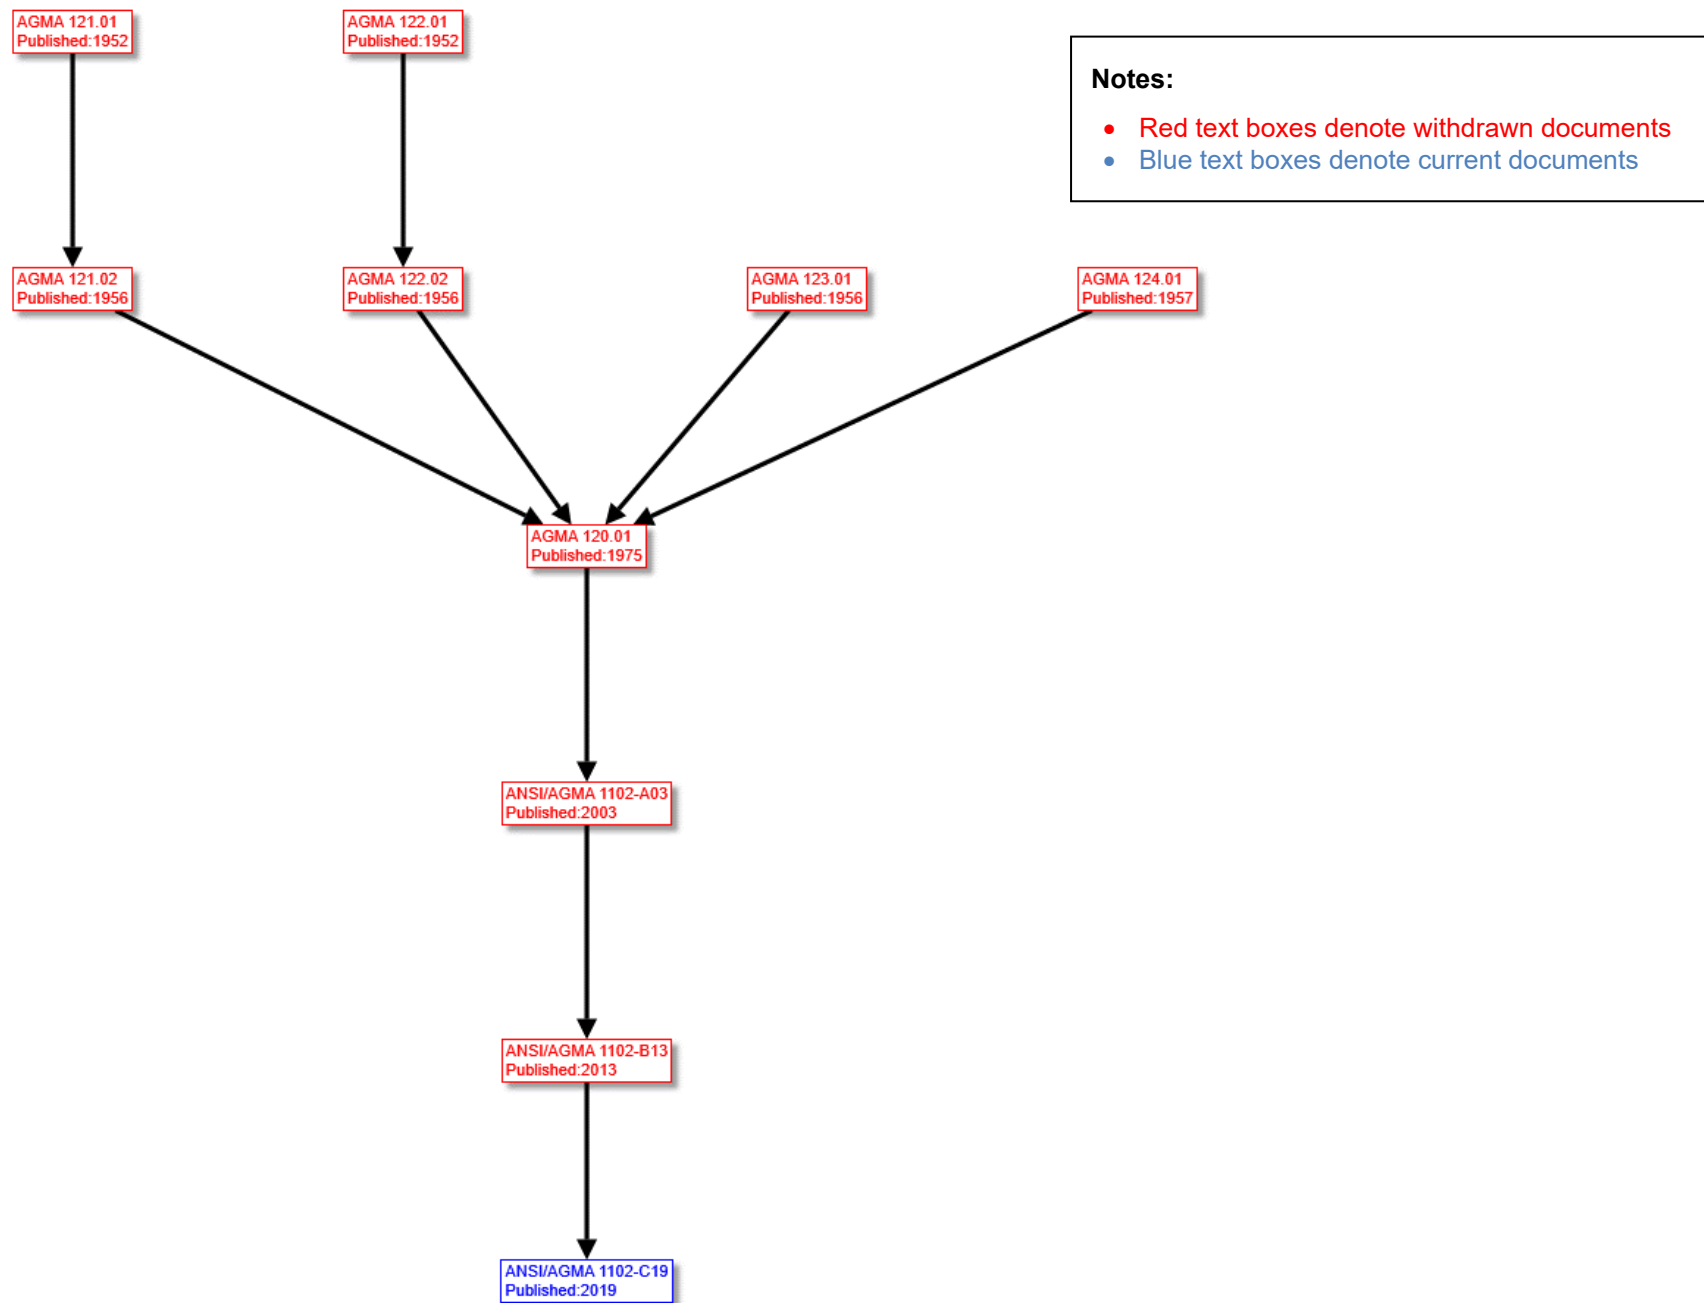 AGMA 121.01
Published:1952
AGMA 122.01
Published:1952
Notes:
• Red text boxes denote withdrawn documents
• Blue text boxes denote current documents
AGMA 121.02
Published:1956
AGMA 122.02
Published:1956
AGMA 123.01
Published:1956
AGMA 124.01
Published:1957
AGMA 120.01
Published:1975
ANSI/AGMA 1102-A03
Published:2003
ANSI/AGMA 1102-B13
Published:2013
ANSI/AGMA 1102-C19
Published:2019